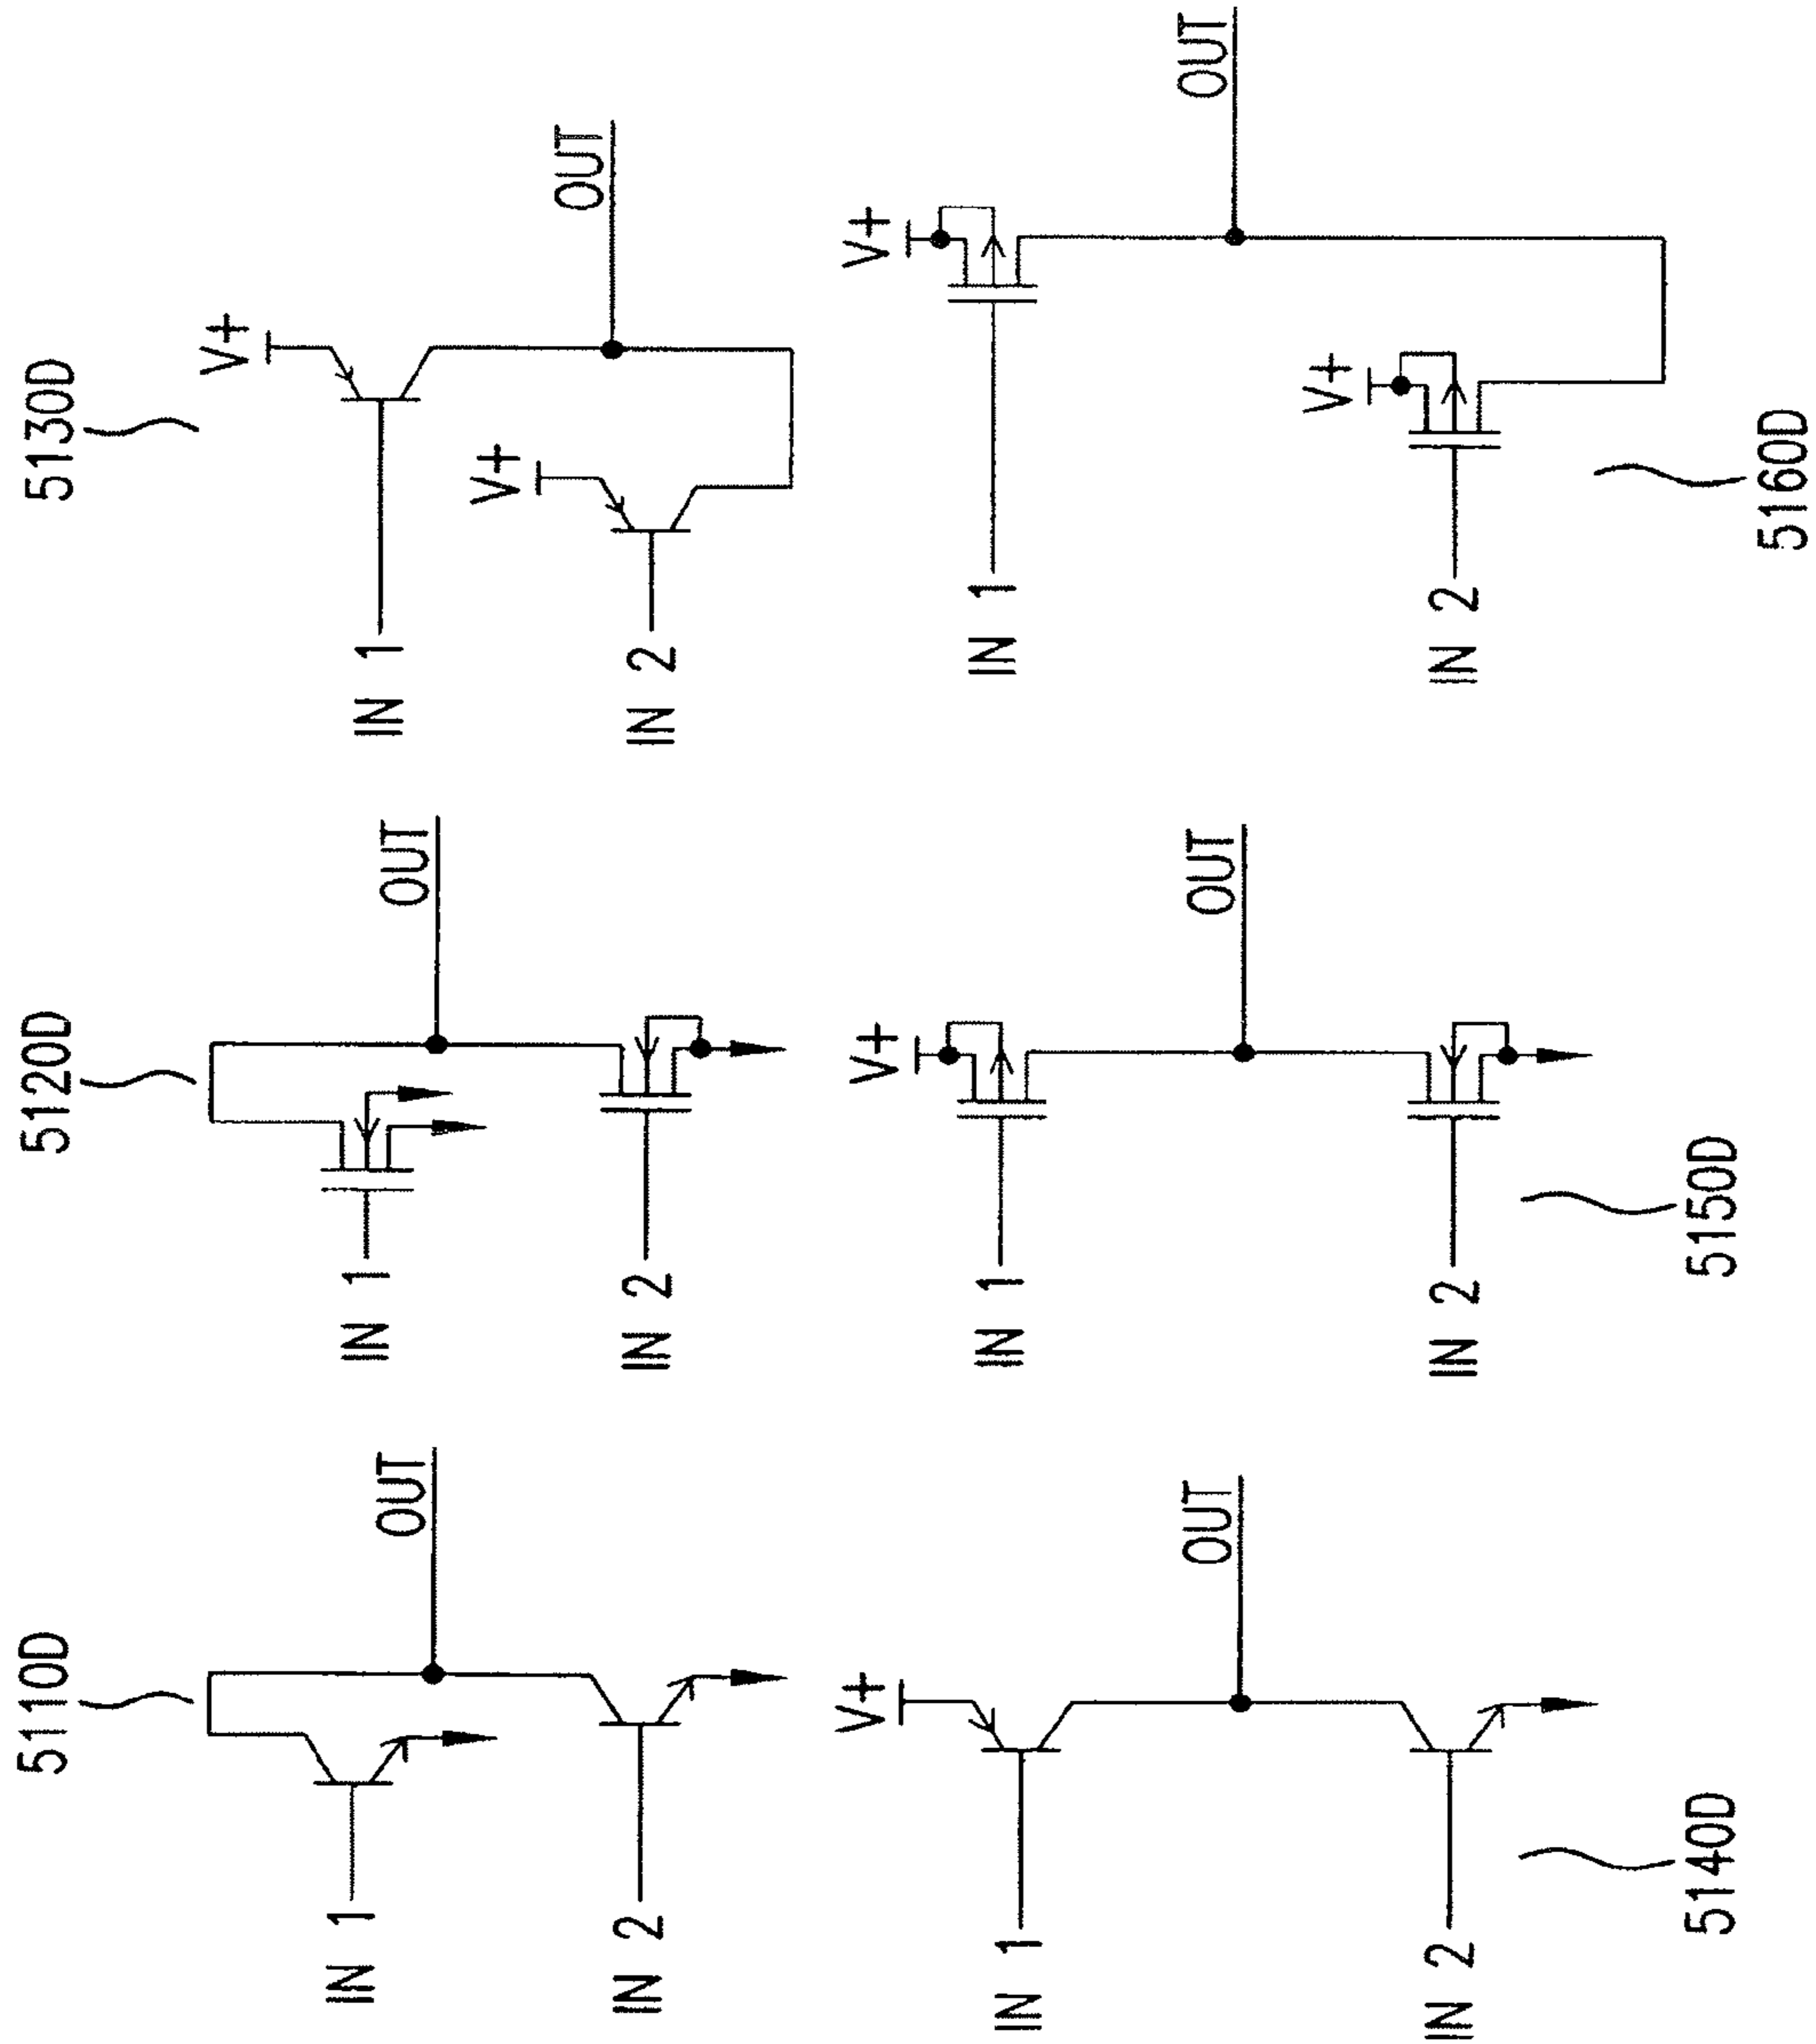 5110D
IN 1
IN 2
OUT
5120D
IN 1
IN 2
OUT
5130D
V+
IN 1
V+
IN 2
OUT
V+
IN 1
IN 2
OUT
5140D
V+
IN 1
IN 2
OUT
5150D
V+
IN 1
V+
IN 2
OUT
5160D